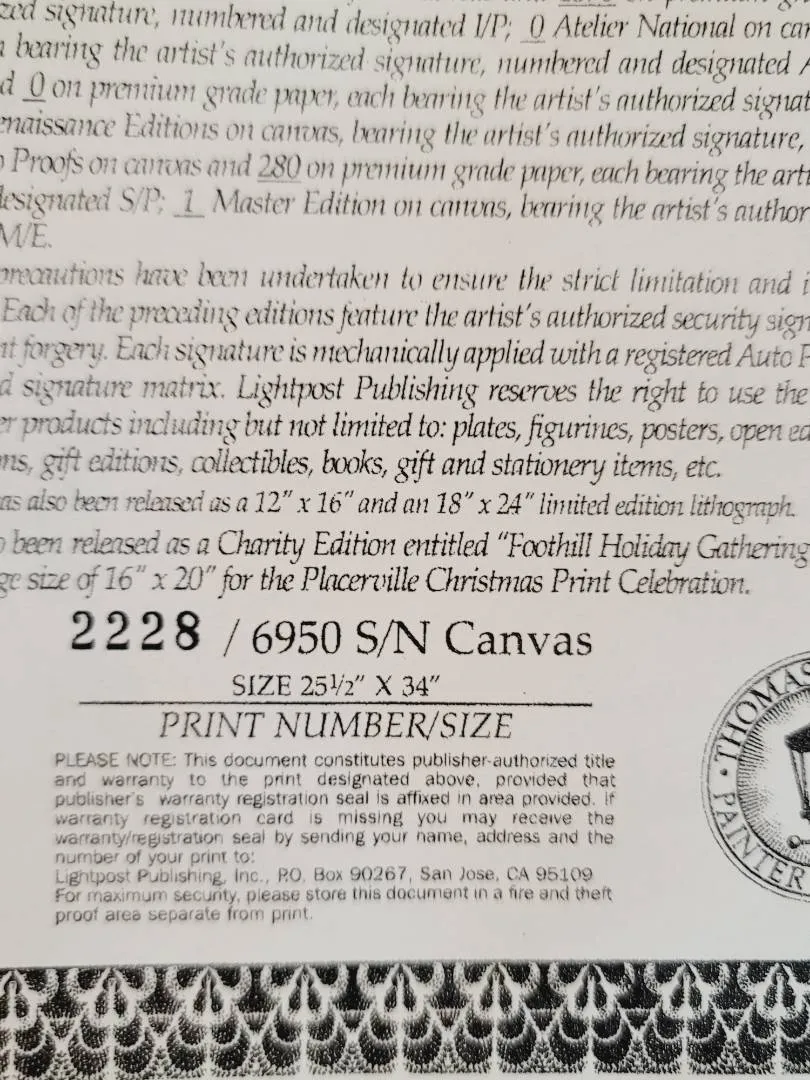 zed signature, numbered and designated I/P; 0 Atelier National on can
bearing the artist's authorized signature, numbered and designated A
d 0 on premium grade paper, each bearing the artist's authorized signat
enaissance Editions on canvas, bearing the artist's authorized signature,
Proofs on canvas and 280 on premium grade paper, each bearing the arti
designated S/P; 1 Master Edition on canvas, bearing the artist's author
M/E.
precautions have been undertaken to ensure the strict limitation and i
Each of the preceding editions feature the artist's authorized security sign
nt forgery. Each signature is mechanically applied with a registered Auto P
d signature matrix. Lightpost Publishing reserves the right to use the
er products including but not limited to: plates, figurines, posters, open ed
ns, gift editions, collectibles, books, gift and stationery items, etc.
as also been released as a 12" x 16" and an 18" x 24" limited edition lithograph.
o been released as a Charity Edition entitled "Foothill Holiday Gathering
ge size of 16" x 20" for the Placerville Christmas Print Celebration.
2228 / 6950 S/N Canvas
SIZE 25½" X 34"
PRINT NUMBER/SIZE
PLEASE NOTE: This document constitutes publisher-authorized title
and warranty to the print designated above, provided that
publisher's warranty registration seal is affixed in area provided. If
warranty registration card is missing you may receive the
warranty/registration seal by sending your name, address and the
number of your print to:
Lightpost Publishing, Inc., P.O. Box 90267, San Jose, CA 95109
For maximum security, please store this document in a fire and theft
proof area separate from print.
THOMAS
PAINTER